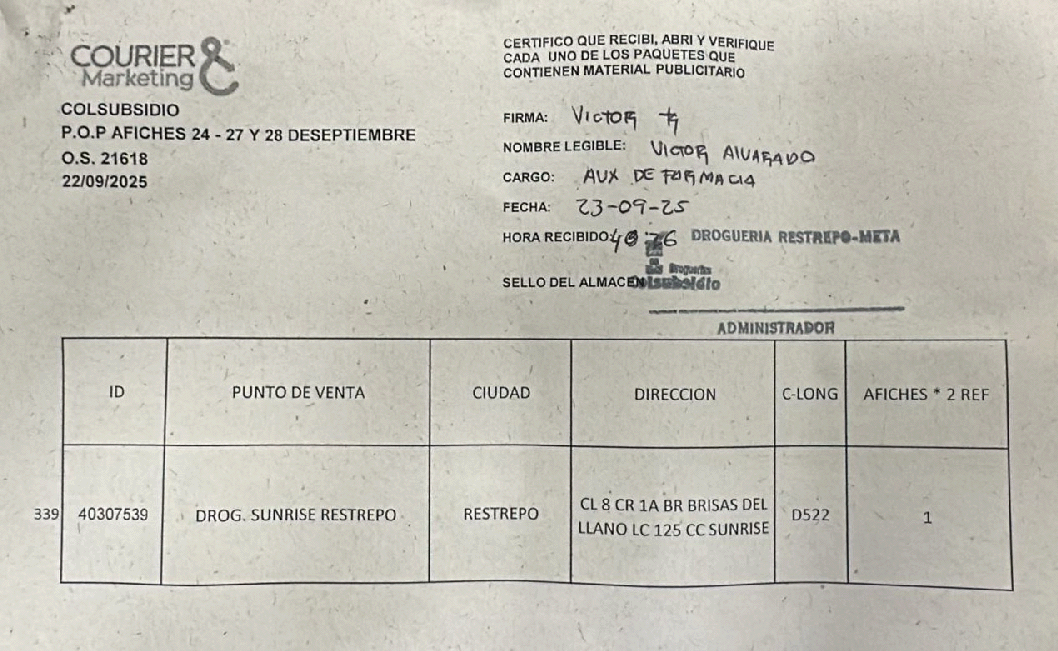 COURIER &
Marketing
COLSUBSIDIO
P.O.P AFICHES 24 - 27 Y 28 DESEPTIEMBRE
O.S. 21618
22/09/2025
CERTIFICO QUE RECIBI, ABRI Y VERIFIQUE
CADA UNO DE LOS PAQUETES QUE
CONTIENEN MATERIAL PUBLICITARIO
FIRMA: VICTOR
NOMBRE LEGIBLE: VICTOR ALVARADO
CARGO: AUX DE FORMACIA
FECHA: 23-09-25
HORA RECIBIDO: DROGUERIA RESTREPO-META
Droguerías
SELLO DEL ALMACEN
ADMINISTRADOR
ID PUNTO DE VENTA CIUDAD DIRECCION C-LONG AFICHES * 2 REF
339 40307539 DROG. SUNRISE RESTREPO RESTREPO CL 8 CR 1A BR BRISAS DEL LLANO LC 125 CC SUNRISE D522 1